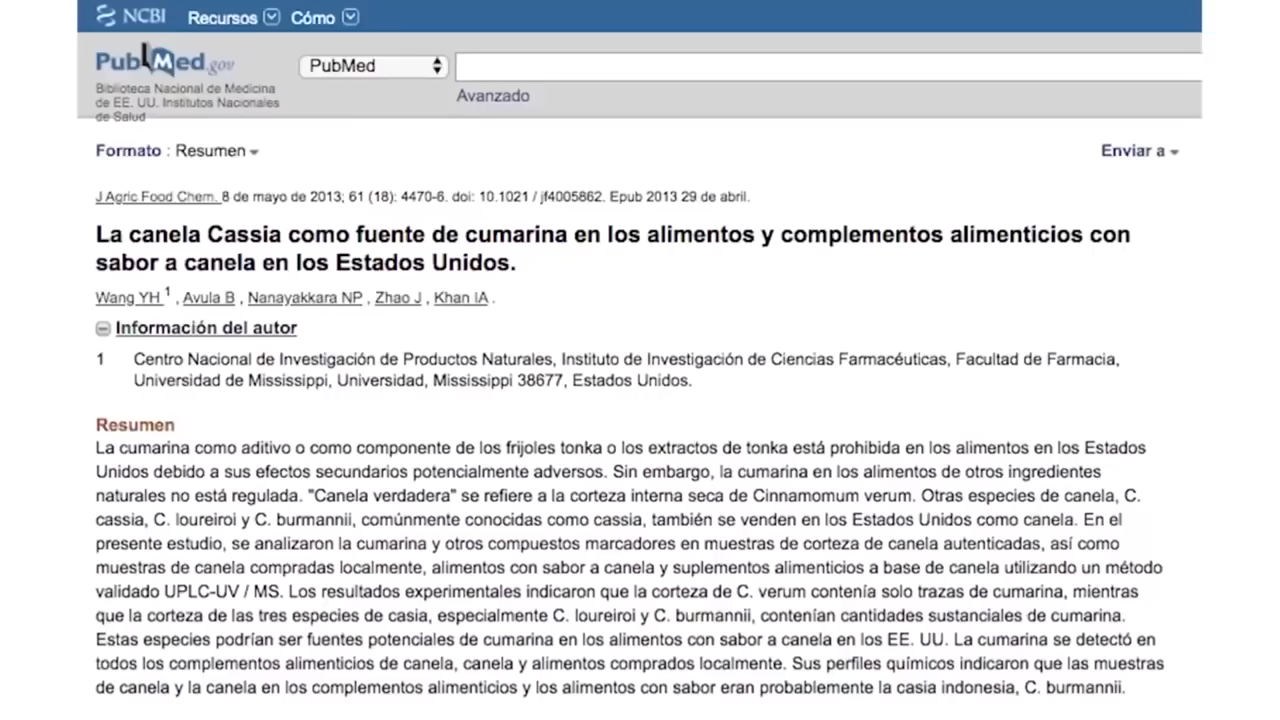 NCBI Recursos Cómo
PubMed.gov
PubMed
Biblioteca Nacional de Medicina
de EE. UU. Institutos Nacionales
de Salud
Avanzado
Formato : Resumen
Enviar a
J Agric Food Chem. 8 de mayo de 2013; 61 (18): 4470-6. doi: 10.1021 / jf4005862. Epub 2013 29 de abril.
La canela Cassia como fuente de cumarina en los alimentos y complementos alimenticios con
sabor a canela en los Estados Unidos.
Wang YH 1 , Avula B , Nanayakkara NP , Zhao J , Khan IA .
Información del autor
1 Centro Nacional de Investigación de Productos Naturales, Instituto de Investigación de Ciencias Farmacéuticas, Facultad de Farmacia,
Universidad de Mississippi, Universidad, Mississippi 38677, Estados Unidos.
Resumen
La cumarina como aditivo o como componente de los frijoles tonka o los extractos de tonka está prohibida en los alimentos en los Estados
Unidos debido a sus efectos secundarios potencialmente adversos. Sin embargo, la cumarina en los alimentos de otros ingredientes
naturales no está regulada. "Canela verdadera" se refiere a la corteza interna seca de Cinnamomum verum. Otras especies de canela, C.
cassia, C. loureiroi y C. burmannii, comúnmente conocidas como cassia, también se venden en los Estados Unidos como canela. En el
presente estudio, se analizaron la cumarina y otros compuestos marcadores en muestras de corteza de canela autenticadas, así como
muestras de canela compradas localmente, alimentos con sabor a canela y suplementos alimenticios a base de canela utilizando un método
validado UPLC-UV / MS. Los resultados experimentales indicaron que la corteza de C. verum contenía solo trazas de cumarina, mientras
que la corteza de las tres especies de casia, especialmente C. loureiroi y C. burmannii, contenían cantidades sustanciales de cumarina.
Estas especies podrían ser fuentes potenciales de cumarina en los alimentos con sabor a canela en los EE. UU. La cumarina se detectó en
todos los complementos alimenticios de canela, canela y alimentos comprados localmente. Sus perfiles químicos indicaron que las muestras
de canela y la canela en los complementos alimenticios y los alimentos con sabor eran probablemente la casia indonesia, C. burmannii.